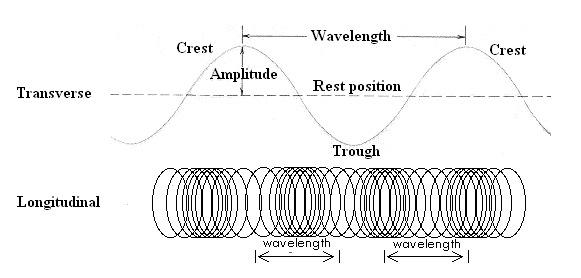 Wavelength
Crest
Crest
Amplitude
Rest position
Transverse
Trough
Longitudinal
wavelength
wavelength